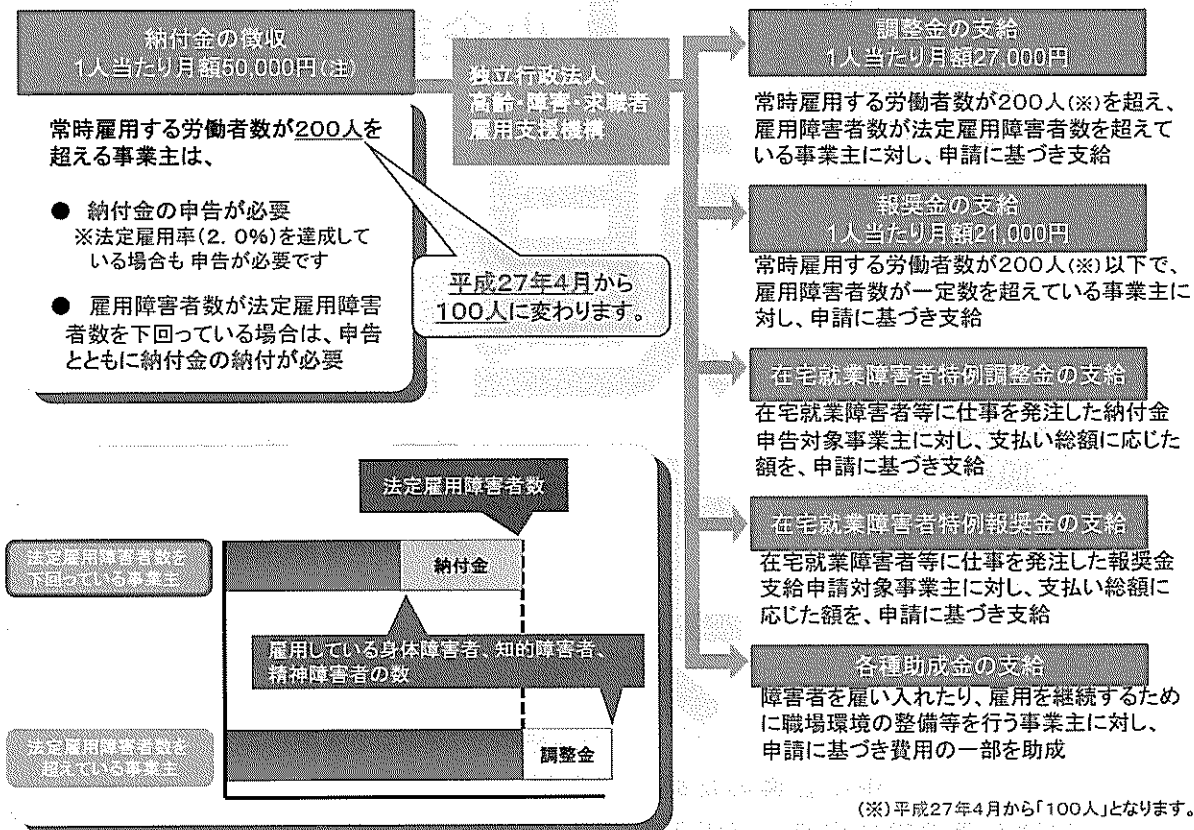 納付金の徴収
1人当たり月額50,000円(注)
常時雇用する労働者数が200人を
超える事業主は、
● 納付金の申告が必要
※法定雇用率(2.0%)を達成して
いる場合も 申告が必要です
● 雇用障害者数が法定雇用障害
者数を下回っている場合は、申告
とともに納付金の納付が必要
平成27年4月から
100人に変わります。
独立行政法人
高齢・障害・求職者
雇用支援機構
調整金の支給
1人当たり月額27,000円
常時雇用する労働者数が200人(※)を超え、
雇用障害者数が法定雇用障害者数を超えて
いる事業主に対し、申請に基づき支給
報奨金の支給
1人当たり月額21,000円
常時雇用する労働者数が200人(※)以下で、
雇用障害者数が一定数を超えている事業主に
対し、申請に基づき支給
在宅就業障害者特例調整金の支給
在宅就業障害者等に仕事を発注した納付金
申告対象事業主に対し、支払い総額に応じた
額を、申請に基づき支給
在宅就業障害者特例報奨金の支給
在宅就業障害者等に仕事を発注した報奨金
支給申請対象事業主に対し、支払い総額に
応じた額を、申請に基づき支給
各種助成金の支給
障害者を雇い入れたり、雇用を継続するため
に職場環境の整備等を行う事業主に対し、
申請に基づき費用の一部を助成
法定雇用障害者数
法定雇用障害者数を
下回っている事業主
納付金
雇用している身体障害者、知的障害者、
精神障害者の数
法定雇用障害者数を
超えている事業主
調整金
(※)平成27年4月から「100人」となります。